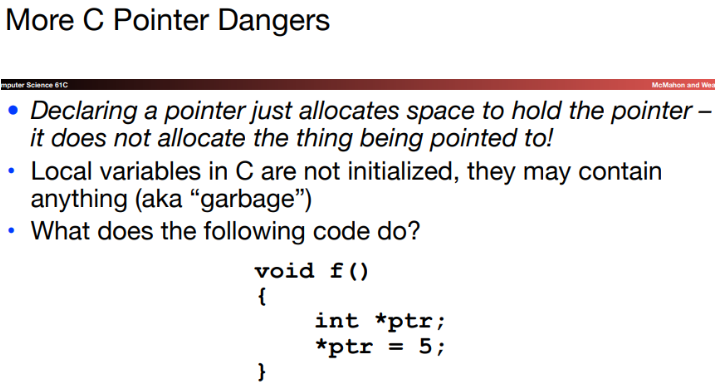 More C Pointer Dangers
mputer Science 61C
McMahon and Wea
• Declaring a pointer just allocates space to hold the pointer –
it does not allocate the thing being pointed to!
• Local variables in C are not initialized, they may contain
anything (aka “garbage”)
• What does the following code do?
void f()
{
int *ptr;
*ptr = 5;
}